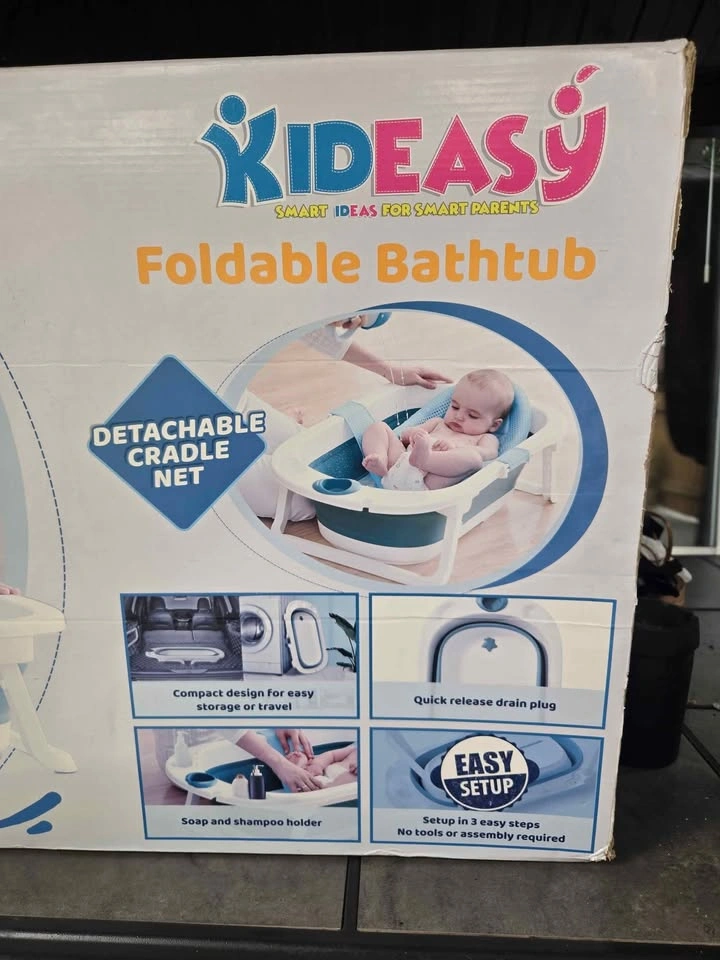 KIDEASY
SMART IDEAS FOR SMART PARENTS
Foldable Bathtub
DETACHABLE
CRADLE
NET
Compact design for easy
storage or travel
Quick release drain plug
Soap and shampoo holder
EASY
SETUP
Setup in 3 easy steps
No tools or assembly required